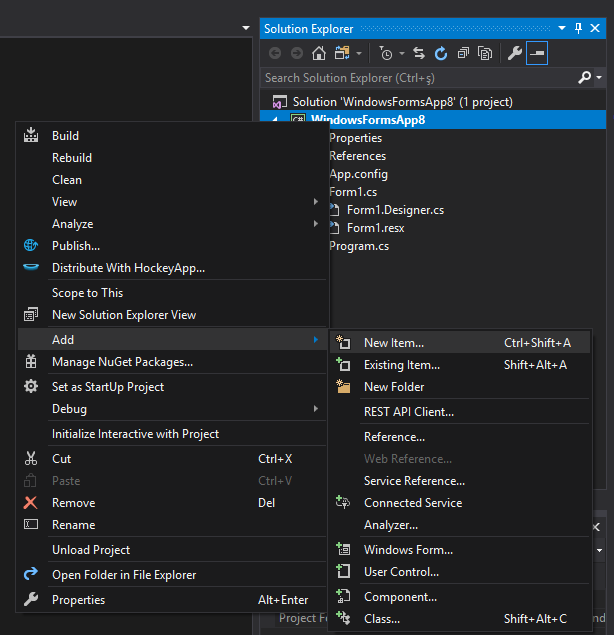 Solution Explorer
Search Solution Explorer (Ctrl+ş)
Solution 'WindowsFormsApp8' (1 project)
C# WindowsFormsApp8
Properties
References
App.config
Form1.cs
Form1.Designer.cs
Form1.resx
Program.cs
Build
Rebuild
Clean
View
Analyze
Publish...
Distribute With HockeyApp...
Scope to This
New Solution Explorer View
Add
Manage NuGet Packages...
Set as StartUp Project
Debug
Initialize Interactive with Project
Cut Ctrl+X
Paste Ctrl+V
Remove Del
Rename
Unload Project
Open Folder in File Explorer
Properties Alt+Enter
New Item... Ctrl+Shift+A
Existing Item... Shift+Alt+A
New Folder
REST API Client...
Reference...
Web Reference...
Service Reference...
Connected Service
Analyzer...
Windows Form...
User Control...
Component...
Class... Shift+Alt+C
Project